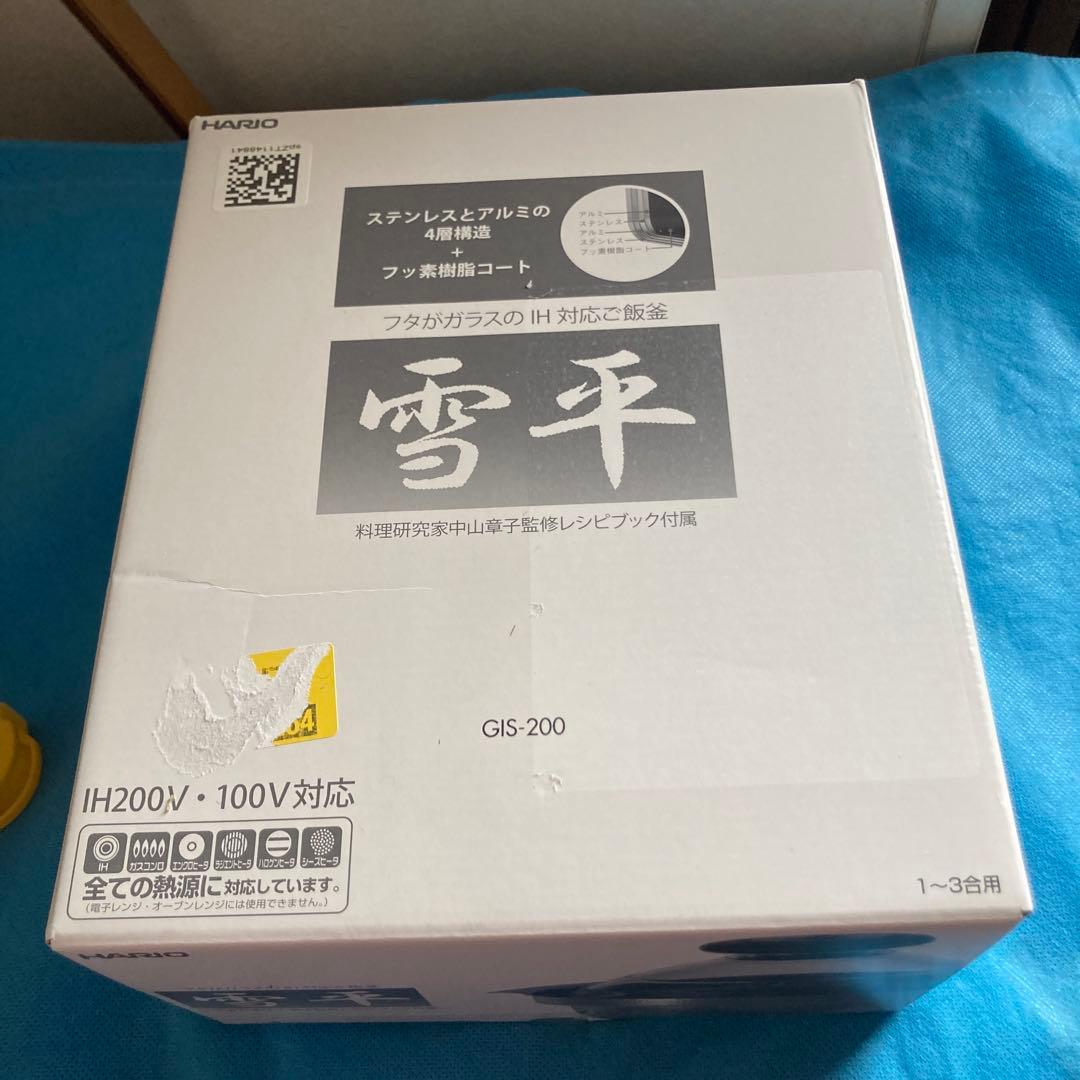 HARIO
spZT1148841
ステンレスとアルミの
4層構造
+
フッ素樹脂コート
アルミ
ステンレス
アルミ
ステンレス
フッ素樹脂コート
フタがガラスの IH 対応ご飯釜
雪平
料理研究家中山章子監修レシピブック付属
GIS-200
IH200V・100V対応
IH ガスコンロ エンクロヒータ ラジエントヒータ ハロゲンヒータ シーズヒータ
全ての熱源に対応しています。
(電子レンジ・オーブンレンジには使用できません。)
1～3合用
HARIO
雪平